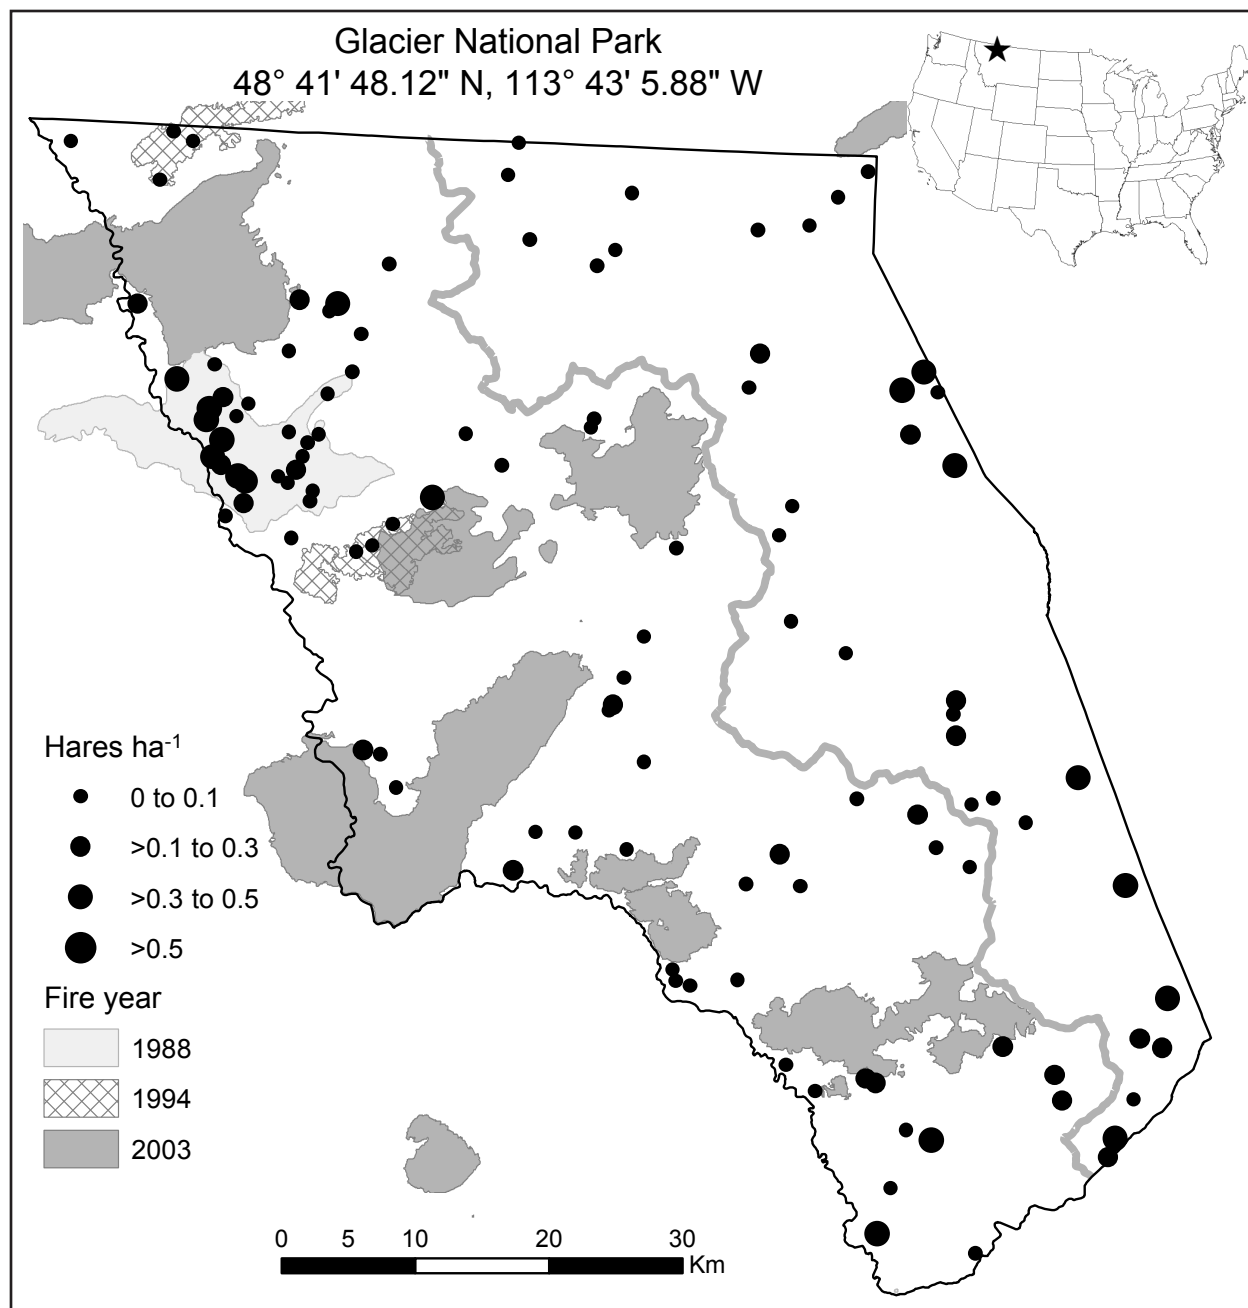 Glacier National Park
48° 41' 48.12" N, 113° 43' 5.88" W
Hares ha⁻¹
0 to 0.1
>0.1 to 0.3
>0.3 to 0.5
>0.5
Fire year
1988
1994
2003
0 5 10 20 30
Km